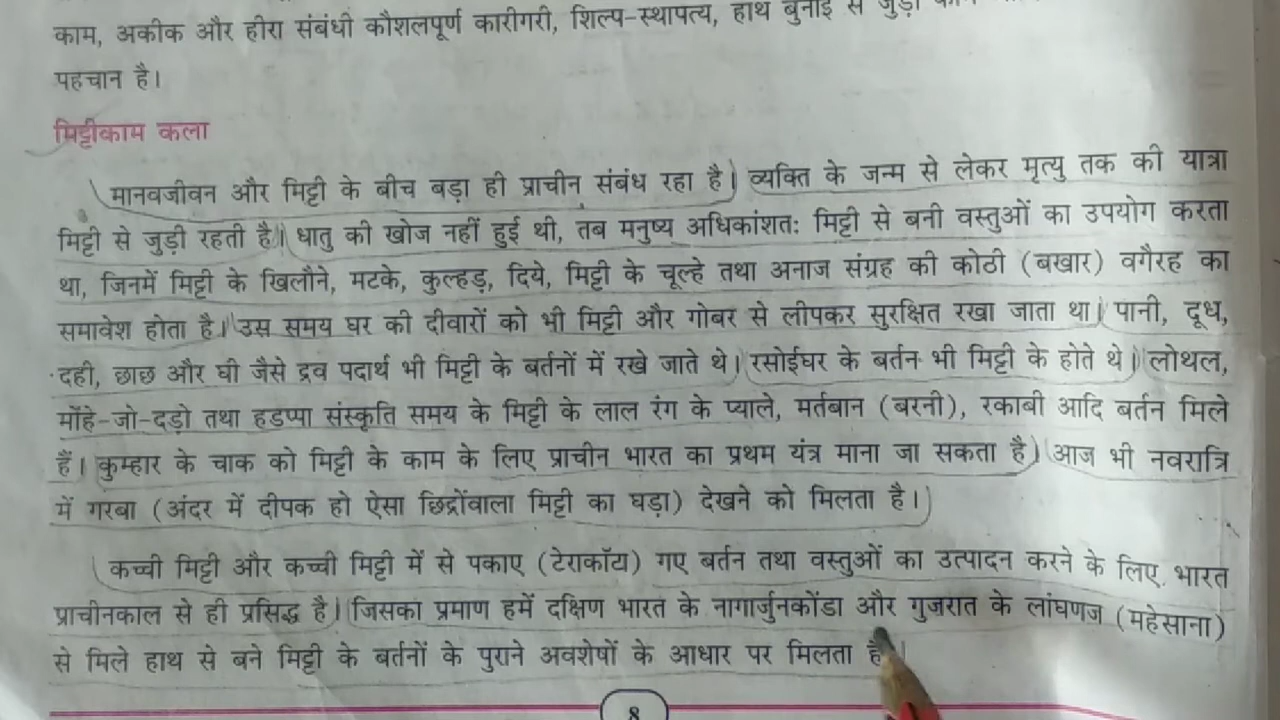 काम, अकीक और हीरा संबंधी कौशलपूर्ण कारीगरी, शिल्प-स्थापत्य, हाथ बुनाई से जुड़ा
पहचान है।
मिट्टीकाम कला
मानवजीवन और मिट्टी के बीच बड़ा ही प्राचीन संबंध रहा है। व्यक्ति के जन्म से लेकर मृत्यु तक की यात्रा
मिट्टी से जुड़ी रहती है। धातु की खोज नहीं हुई थी, तब मनुष्य अधिकांशतः मिट्टी से बनी वस्तुओं का उपयोग करता
था, जिनमें मिट्टी के खिलौने, मटके, कुल्हड़, दिये, मिट्टी के चूल्हे तथा अनाज संग्रह की कोठी (बखार) वगैरह का
समावेश होता है। उस समय घर की दीवारों को भी मिट्टी और गोबर से लीपकर सुरक्षित रखा जाता था। पानी, दूध,
दही, छाछ और घी जैसे द्रव पदार्थ भी मिट्टी के बर्तनों में रखे जाते थे। रसोईघर के बर्तन भी मिट्टी के होते थे। लोथल,
मोंहे-जो-दड़ो तथा हडप्पा संस्कृति समय के मिट्टी के लाल रंग के प्याले, मर्तबान (बरनी), रकाबी आदि बर्तन मिले
हैं। कुम्हार के चाक को मिट्टी के काम के लिए प्राचीन भारत का प्रथम यंत्र माना जा सकता है। आज भी नवरात्रि
में गरबा (अंदर में दीपक हो ऐसा छिद्रोंवाला मिट्टी का घड़ा) देखने को मिलता है।
कच्ची मिट्टी और कच्ची मिट्टी में से पकाए (टेराकॉटा) गए बर्तन तथा वस्तुओं का उत्पादन करने के लिए भारत
प्राचीनकाल से ही प्रसिद्ध है। जिसका प्रमाण हमें दक्षिण भारत के नागार्जुनकोंडा और गुजरात के लांघणज (महेसाना)
से मिले हाथ से बने मिट्टी के बर्तनों के पुराने अवशेषों के आधार पर मिलता है।
8